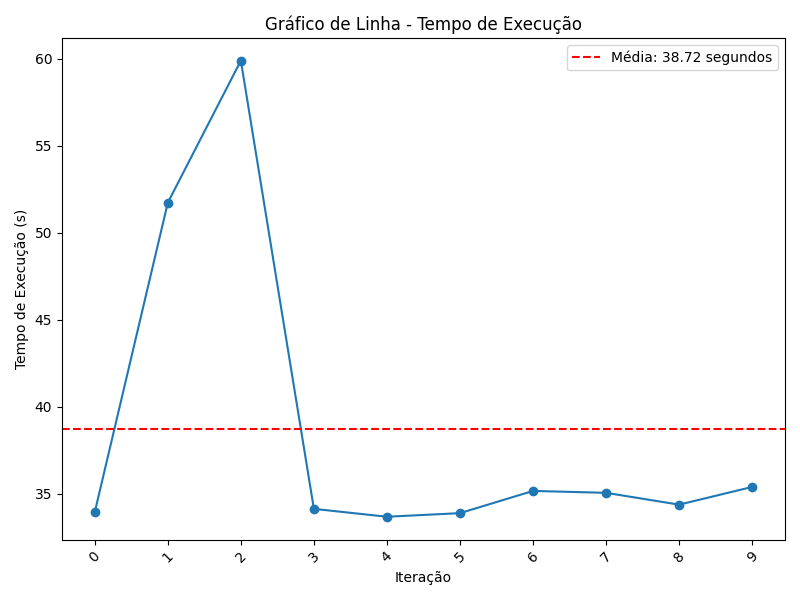 Gráfico de Linha - Tempo de Execução
Média: 38.72 segundos
Tempo de Execução (s)
60
55
50
45
40
35
0 1 2 3 4 5 6 7 8 9
Iteração